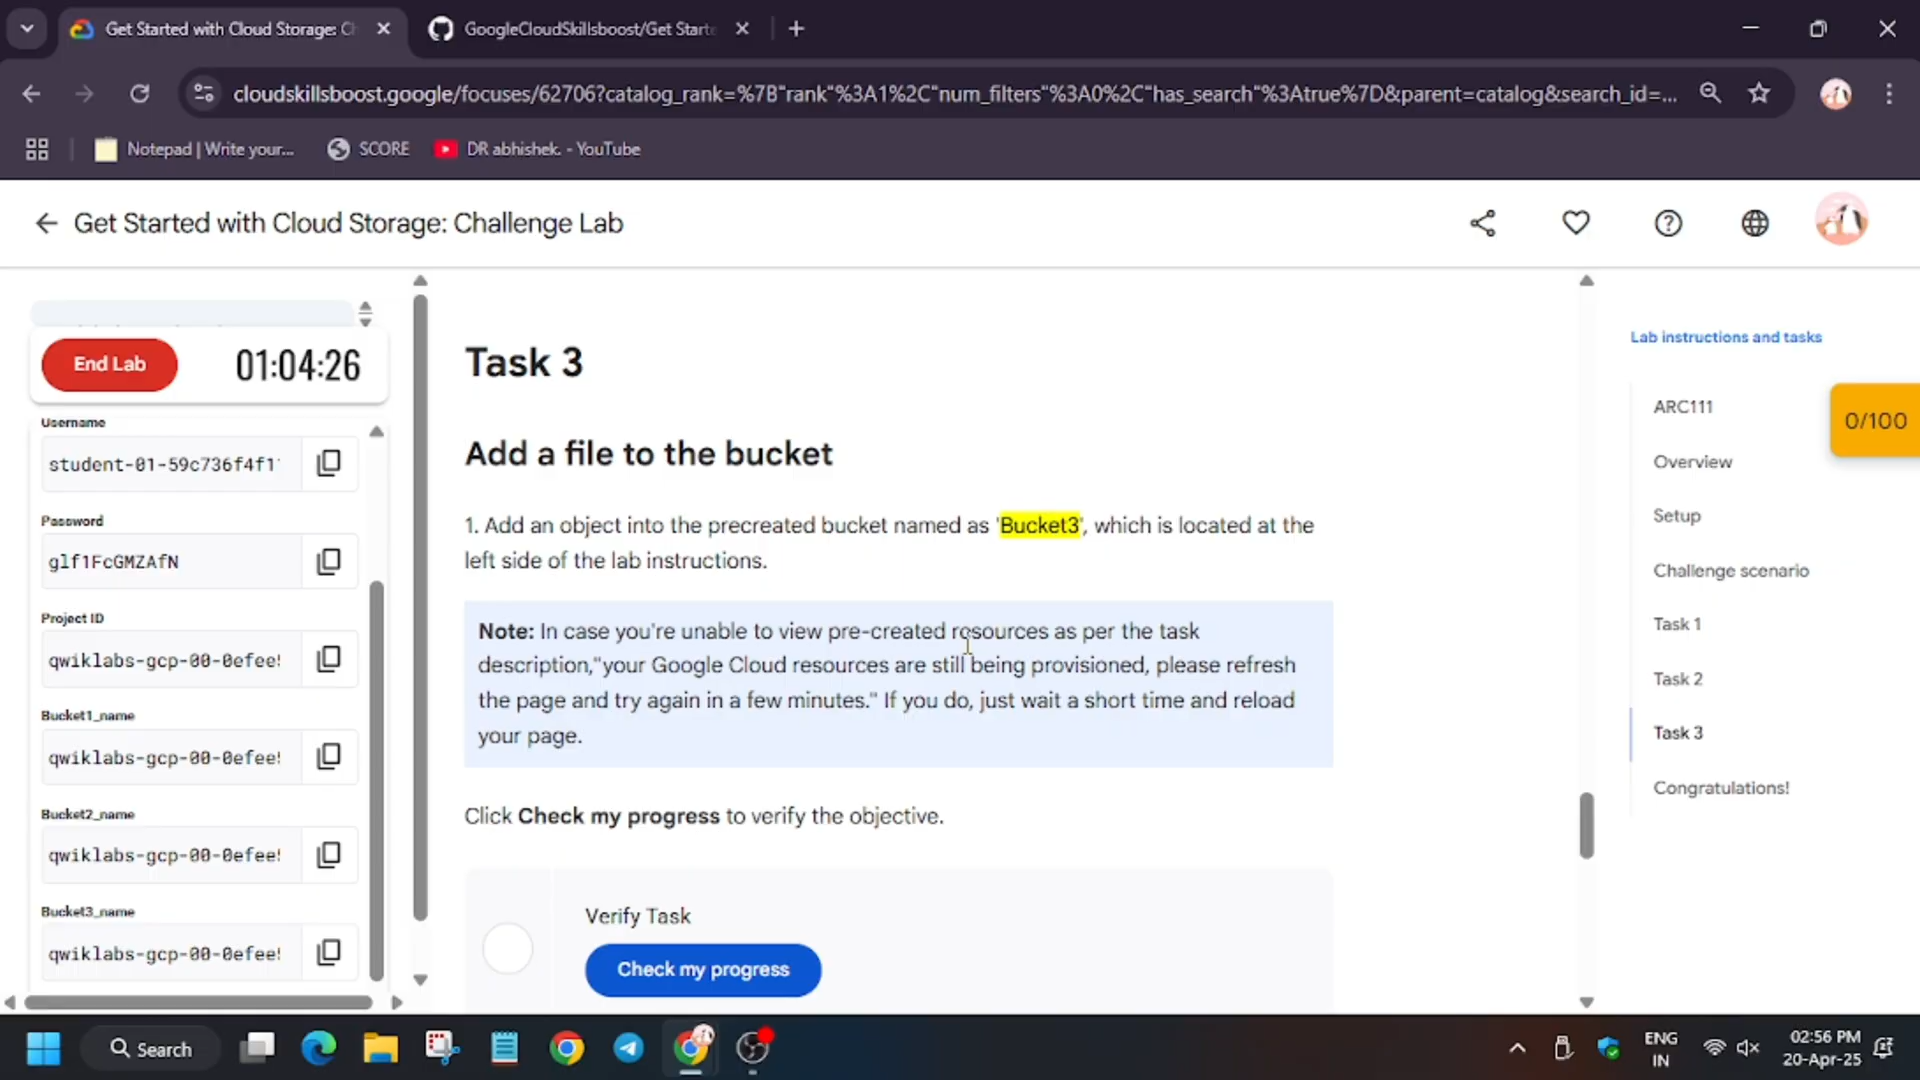 Get Started with Cloud Storage: Ch
GoogleCloudSkillsboost/Get Starte
cloudskillsboost.google/focuses/62706?catalog_rank=%7B"rank"%3A1%2C"num_filters"%3A0%2C"has_search"%3Atrue%7D&parent=catalog&search_id=...
Notepad | Write your...
SCORE
DR abhishek. - YouTube
Get Started with Cloud Storage: Challenge Lab
End Lab
01:04:26
Username
student-01-59c736f4f1
Password
glf1FcGMZAfN
Project ID
qwiklabs-gcp-00-0efee
Bucket1_name
qwiklabs-gcp-00-0efee
Bucket2_name
qwiklabs-gcp-00-0efee
Bucket3_name
qwiklabs-gcp-00-0efee
Task 3
Add a file to the bucket
1. Add an object into the precreated bucket named as 'Bucket3', which is located at the
left side of the lab instructions.
Note: In case you're unable to view pre-created resources as per the task
description,"your Google Cloud resources are still being provisioned, please refresh
the page and try again in a few minutes." If you do, just wait a short time and reload
your page.
Click Check my progress to verify the objective.
Verify Task
Check my progress
Lab instructions and tasks
ARC111
Overview
Setup
Challenge scenario
Task 1
Task 2
Task 3
Congratulations!
0/100
Search
ENG
IN
02:56 PM
20-Apr-25